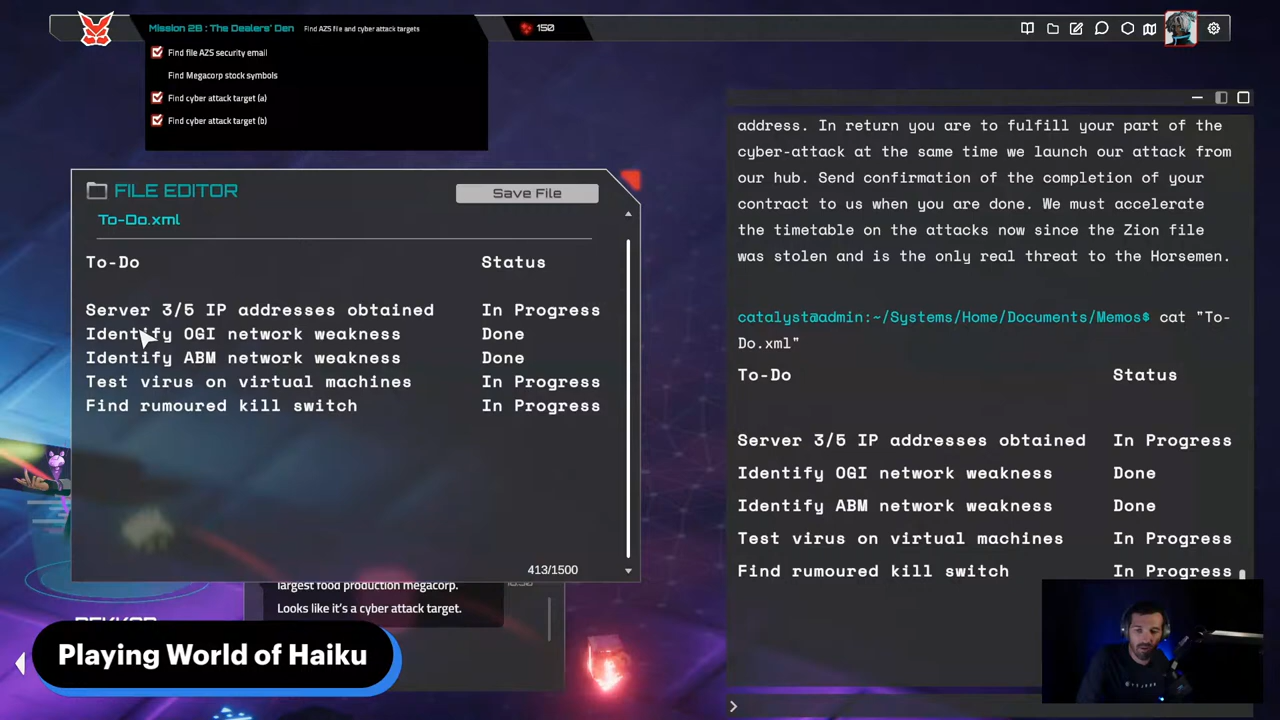 Mission 2B : The Dealers' Den
Find AZS file and cyber attack targets
150
Find file AZS security email
Find Megacorp stock symbols
Find cyber attack target (a)
Find cyber attack target (b)
FILE EDITOR
Save File
To-Do.xml
To-Do Status
Server 3/5 IP addresses obtained In Progress
Identify OGI network weakness Done
Identify ABM network weakness Done
Test virus on virtual machines In Progress
Find rumoured kill switch In Progress
413/1500
largest food production megacorp.
Looks like it's a cyber attack target.
address. In return you are to fulfill your part of the
cyber-attack at the same time we launch our attack from
our hub. Send confirmation of the completion of your
contract to us when you are done. We must accelerate
the timetable on the attacks now since the Zion file
was stolen and is the only real threat to the Horsemen.
catalyst@admin:~/Systems/Home/Documents/Memos$ cat "To-
Do.xml"
To-Do Status
Server 3/5 IP addresses obtained In Progress
Identify OGI network weakness Done
Identify ABM network weakness Done
Test virus on virtual machines In Progress
Find rumoured kill switch In Progress
>
Playing World of Haiku